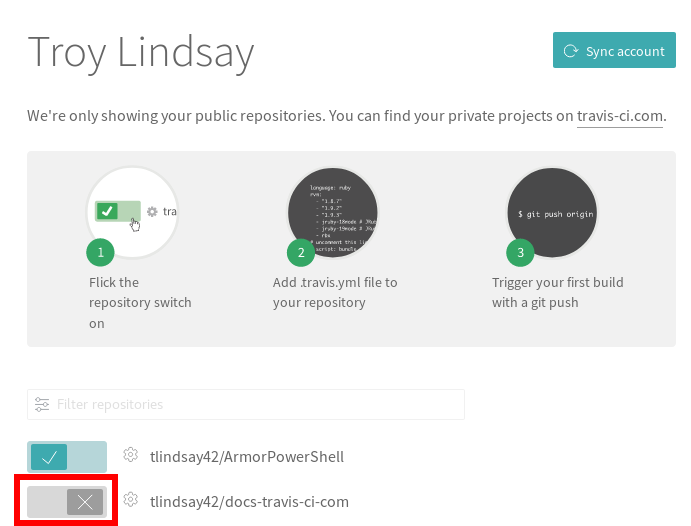 Troy Lindsay
Sync account
We're only showing your public repositories. You can find your private projects on travis-ci.com.
tra
language: ruby
rvm:
- "1.8.7"
- "1.9.2"
- "1.9.3"
- jruby-18mode #
- jruby-19mode #
- rbx
# uncomment this
script: bundle
$ git push origin
1
2
3
Flick the
repository switch
on
Add .travis.yml file to
your repository
Trigger your first build
with a git push
Filter repositories
tlindsay42/ArmorPowerShell
tlindsay42/docs-travis-ci-com